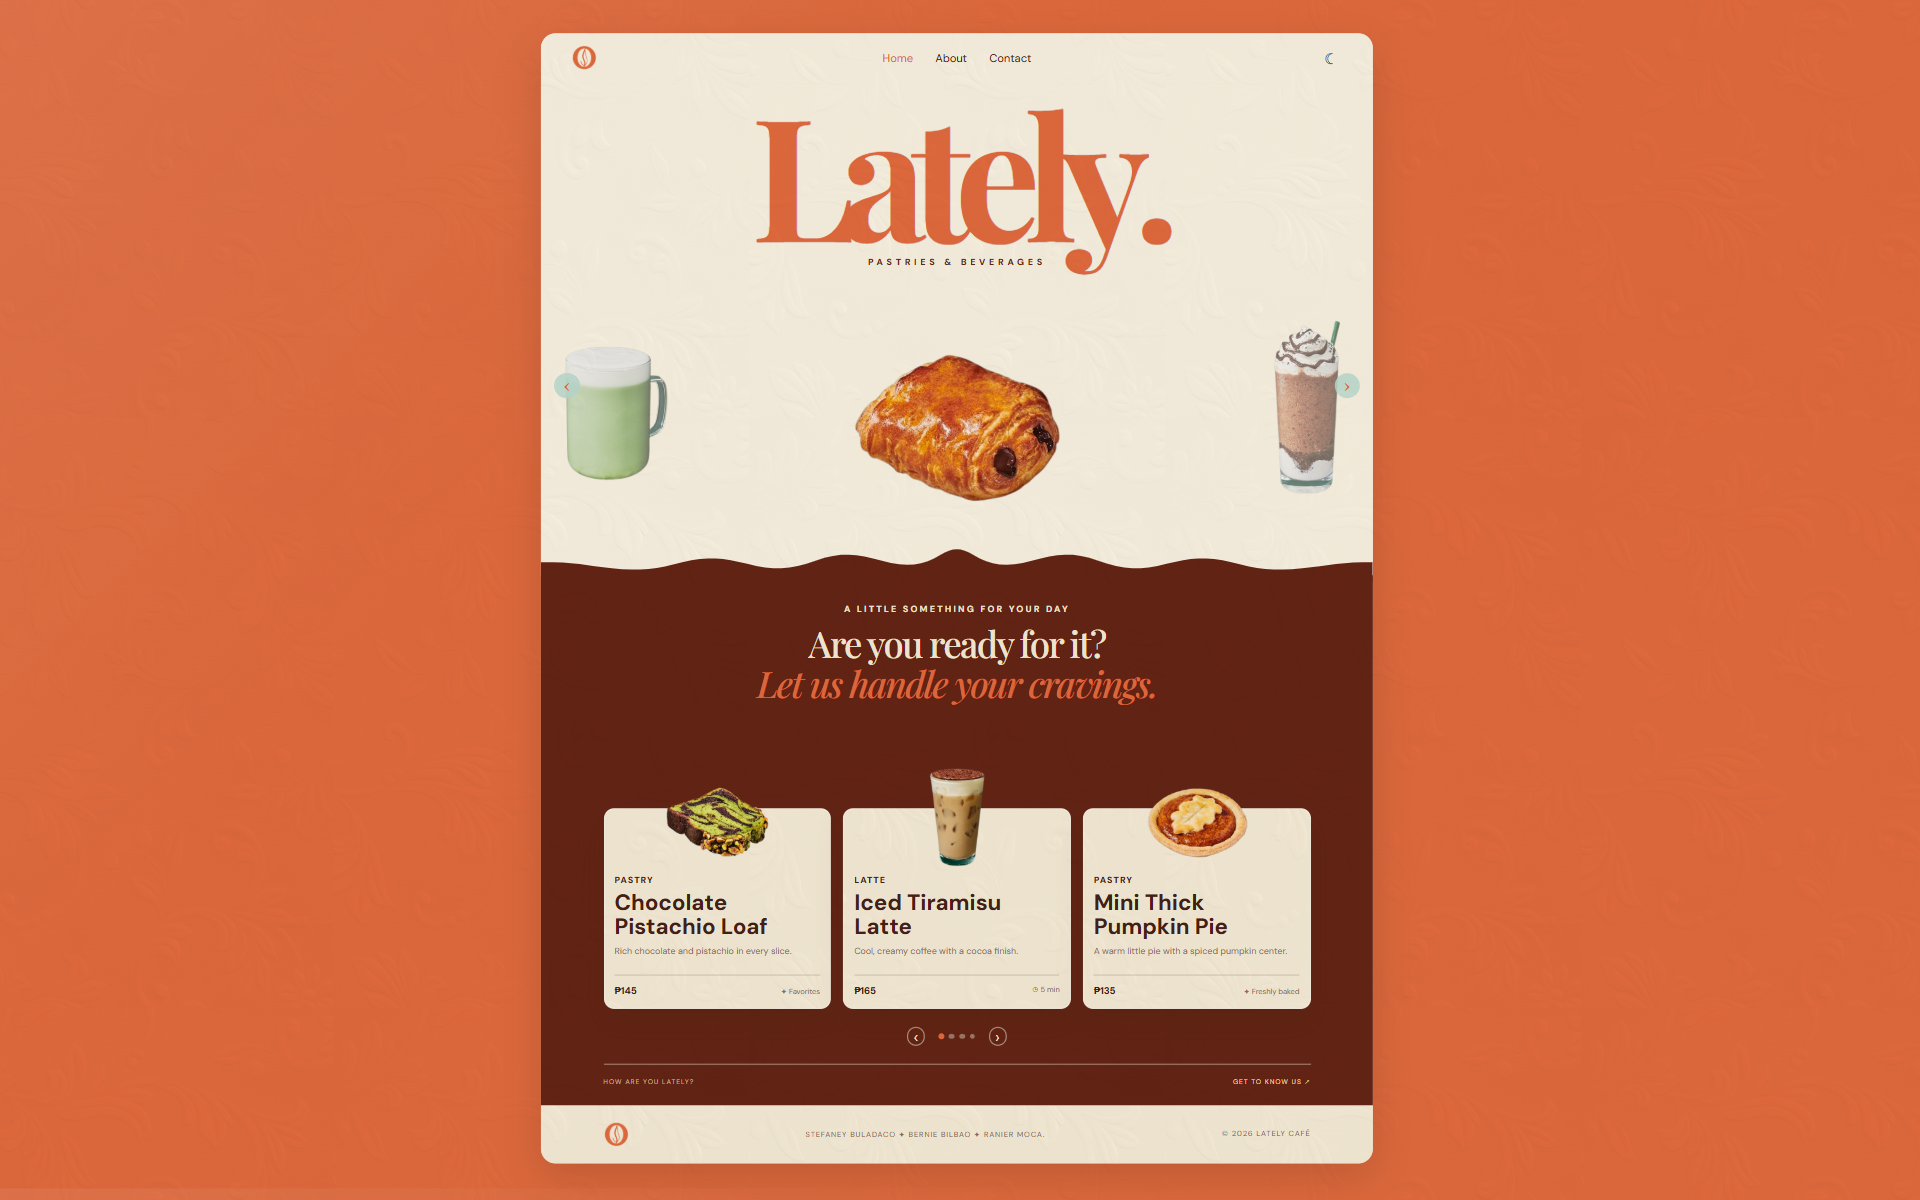 Home About Contact
Lately.
PASTRIES & BEVERAGES
A LITTLE SOMETHING FOR YOUR DAY
Are you ready for it?
Let us handle your cravings.
PASTRY
Chocolate
Pistachio Loaf
Rich chocolate and pistachio in every slice.
₱145 ✦ Favorites
LATTE
Iced Tiramisu
Latte
Cool, creamy coffee with a cocoa finish.
₱165 ◷ 5 min
PASTRY
Mini Thick
Pumpkin Pie
A warm little pie with a spiced pumpkin center.
₱135 ✦ Freshly baked
HOW ARE YOU LATELY? GET TO KNOW US ↗
STEFANEY BULADACO ✦ BERNIE BILBAO ✦ RANIER MOCA. © 2026 LATELY CAFÉ